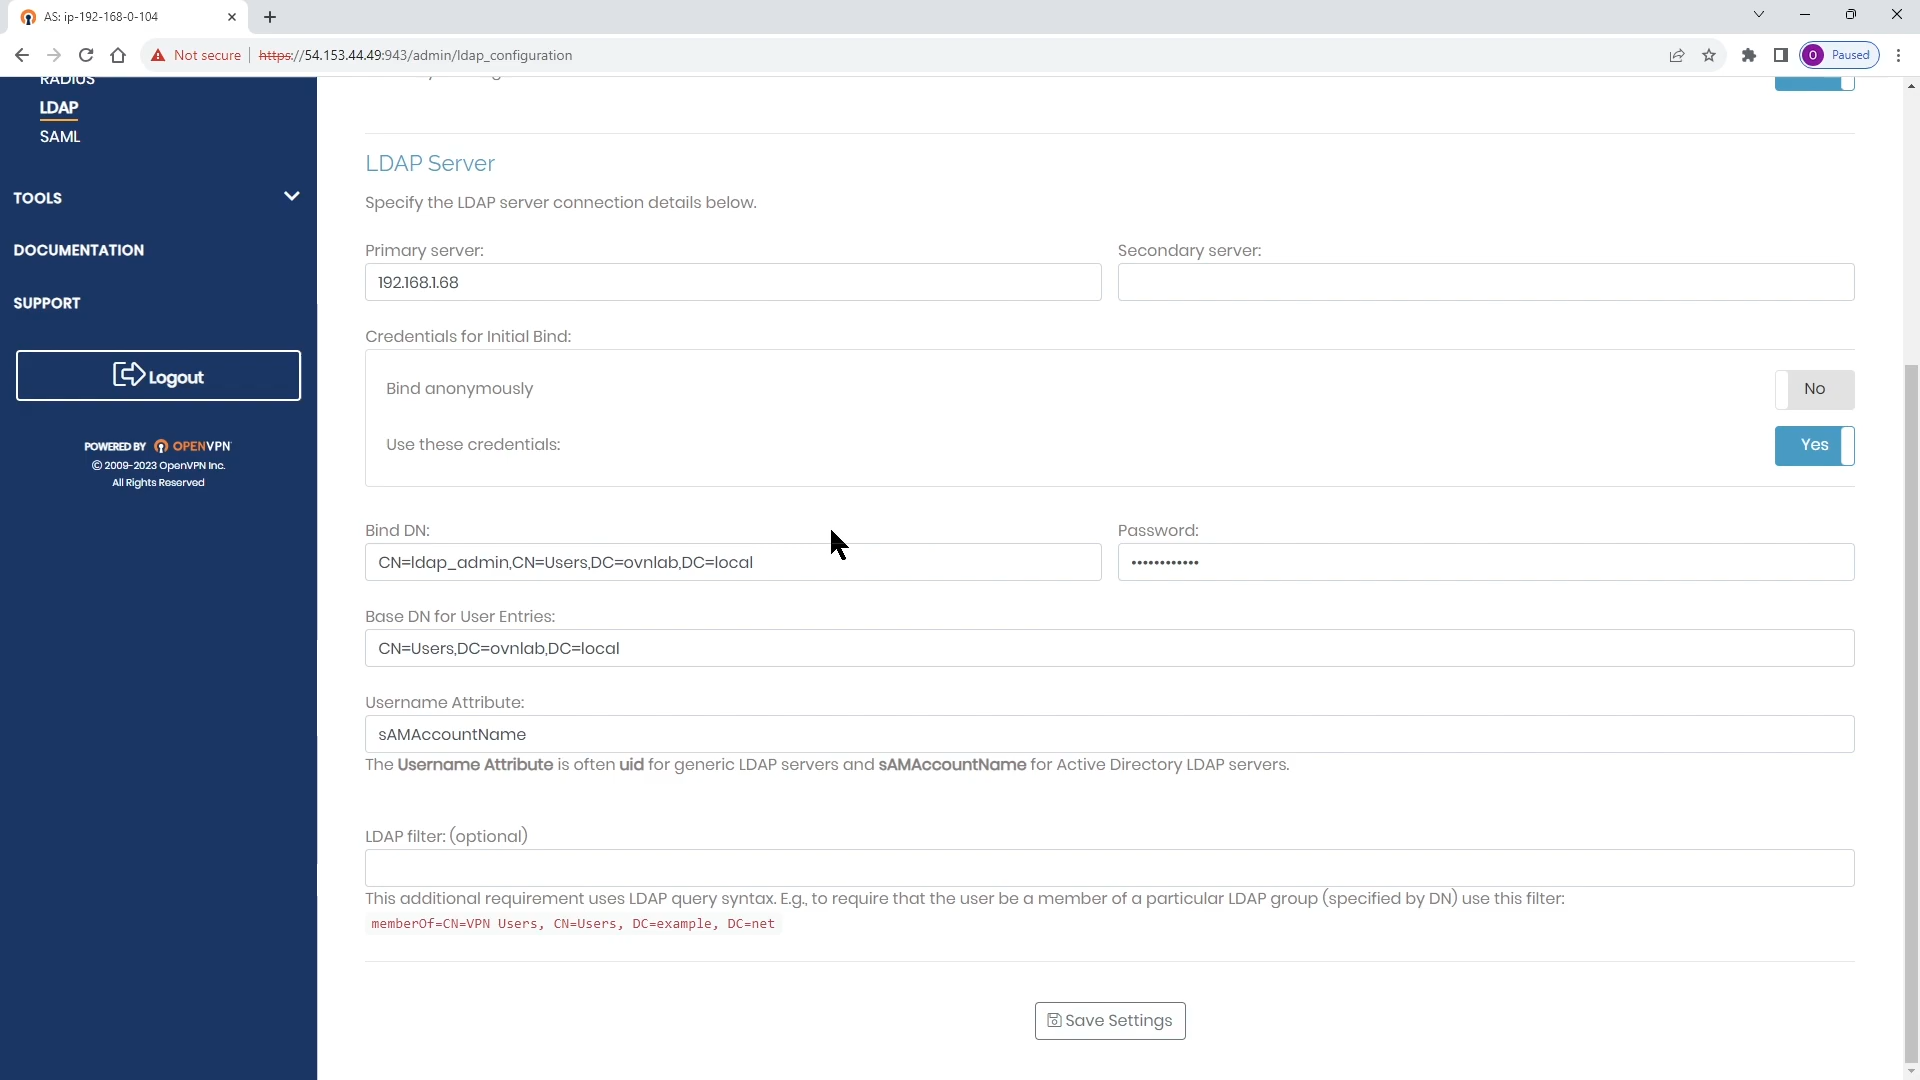 AS: ip-192-168-0-104
Not secure
https://54.153.44.49:943/admin/ldap_configuration
O
Paused
RADIUS
LDAP
SAML
TOOLS
DOCUMENTATION
SUPPORT
Logout
POWERED BY OPENVPN
© 2009-2023 OpenVPN Inc.
All Rights Reserved
LDAP Server
Specify the LDAP server connection details below.
Primary server:
Secondary server:
192.168.1.68
Credentials for Initial Bind:
Bind anonymously
No
Use these credentials:
Yes
Bind DN:
Password:
CN=ldap_admin,CN=Users,DC=ovnlab,DC=local
••••••••••••
Base DN for User Entries:
CN=Users,DC=ovnlab,DC=local
Username Attribute:
sAMAccountName
The Username Attribute is often uid for generic LDAP servers and sAMAccountName for Active Directory LDAP servers.
LDAP filter: (optional)
This additional requirement uses LDAP query syntax. E.g., to require that the user be a member of a particular LDAP group (specified by DN) use this filter:
memberOf=CN=VPN Users, CN=Users, DC=example, DC=net
Save Settings